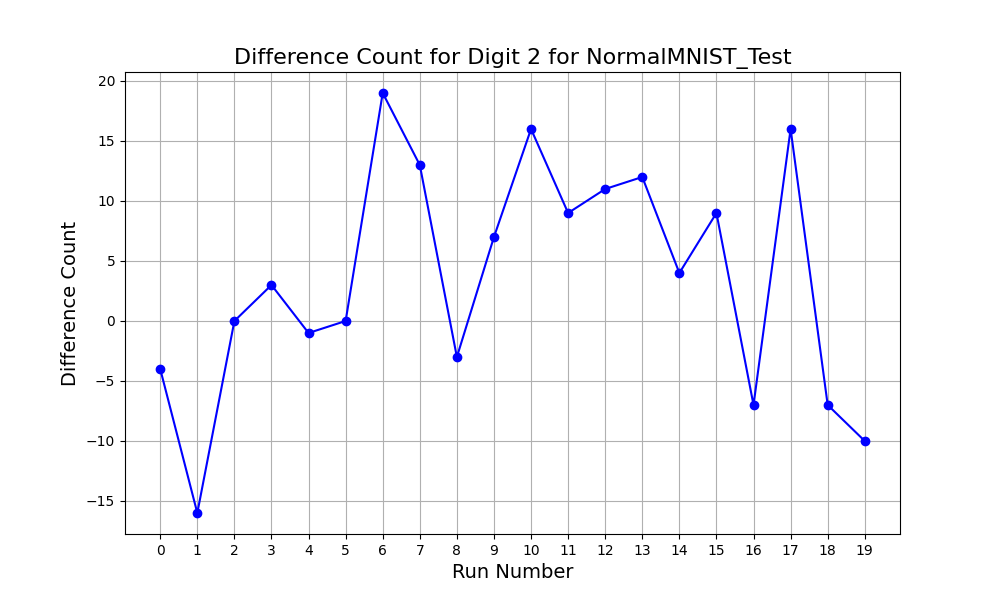 Difference Count for Digit 2 for NormalMNIST_Test
20
15
10
5
0
−5
−10
−15
Difference Count
0 1 2 3 4 5 6 7 8 9 10 11 12 13 14 15 16 17 18 19
Run Number